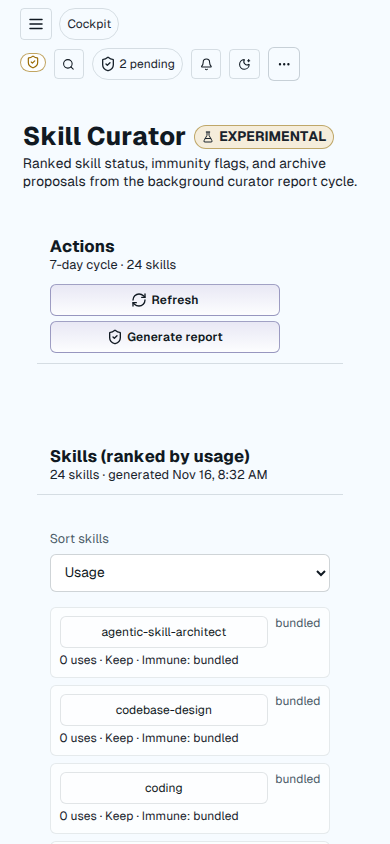 Cockpit
2 pending
Skill Curator
EXPERIMENTAL
Ranked skill status, immunity flags, and archive
proposals from the background curator report cycle.
Actions
7-day cycle · 24 skills
Refresh
Generate report
Skills (ranked by usage)
24 skills · generated Nov 16, 8:32 AM
Sort skills
Usage
agentic-skill-architect
bundled
0 uses · Keep · Immune: bundled
codebase-design
bundled
0 uses · Keep · Immune: bundled
coding
bundled
0 uses · Keep · Immune: bundled